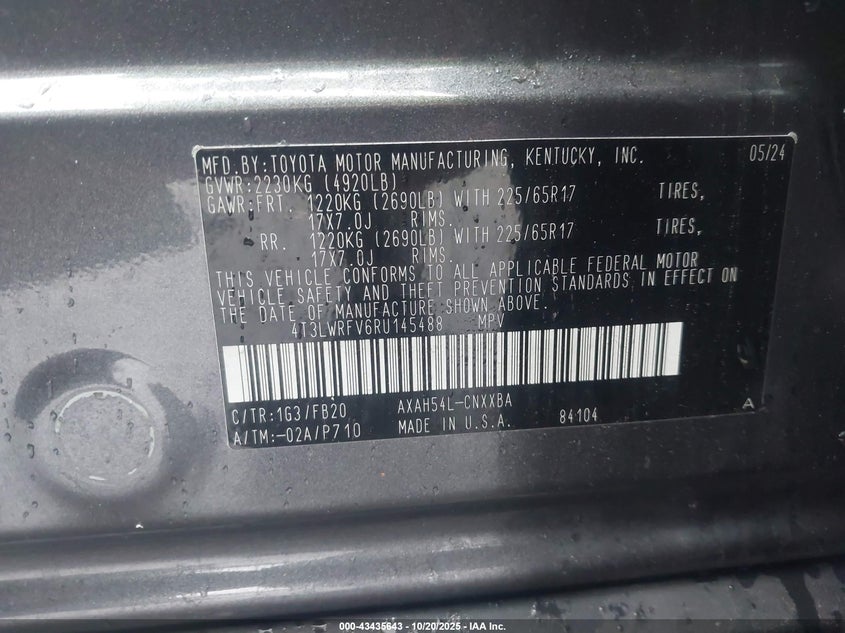 MFD.BY:TOYOTA MOTOR MANUFACTURING, KENTUCKY, INC. 05/24
GVWR:2230KG (4920LB)
GAWR:FRT. 1220KG (2690LB) WITH 225/65R17 TIRES,
17X7.0J RIMS.
RR. 1220KG (2690LB) WITH 225/65R17 TIRES,
17X7.0J RIMS.
THIS VEHICLE CONFORMS TO ALL APPLICABLE FEDERAL MOTOR
VEHICLE SAFETY AND THEFT PREVENTION STANDARDS IN EFFECT ON
THE DATE OF MANUFACTURE SHOWN ABOVE.
4T3LWRFV6RU145488 MPV
C/TR:1G3/FB20 AXAH54L-CNXXBA A
A/TM:-02A/P710 MADE IN U.S.A. 84104
000-43435643 - 10/20/2025 - IAA Inc.